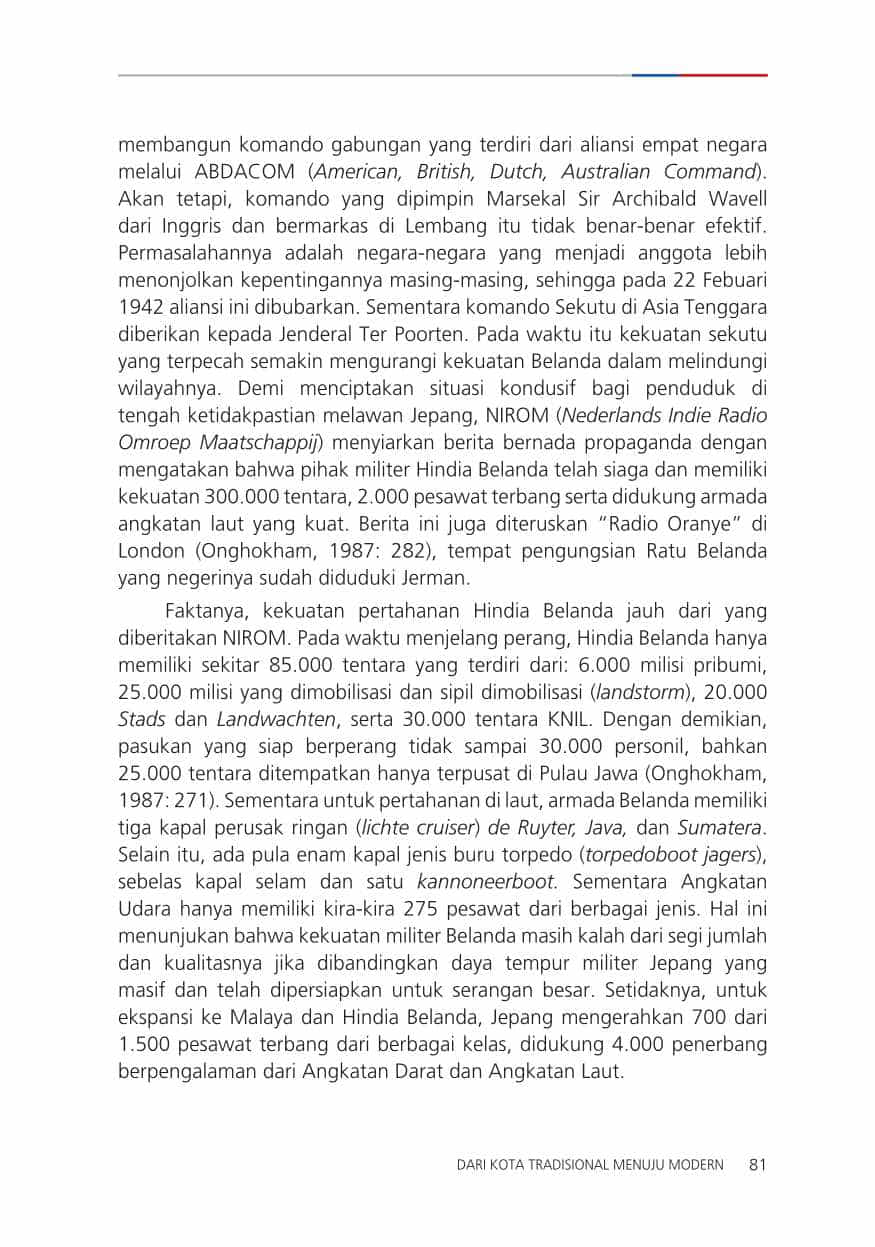 membangun komando gabungan yang terdiri dari aliansi empat negara
melalui ABDACOM (American, British, Dutch, Australian Command).
Akan tetapi, komando yang dipimpin Marsekal Sir Archibald Wavell
dari Inggris dan bermarkas di Lembang itu tidak benar-benar efektif.
Permasalahannya adalah negara-negara yang menjadi anggota lebih
menonjolkan kepentingannya masing-masing, sehingga pada 22 Febuari
1942 aliansi ini dibubarkan. Sementara komando Sekutu di Asia Tenggara
diberikan kepada Jenderal Ter Poorten. Pada waktu itu kekuatan sekutu
yang terpecah semakin mengurangi kekuatan Belanda dalam melindungi
wilayahnya. Demi menciptakan situasi kondusif bagi penduduk di
tengah ketidakpastian melawan Jepang, NIROM (Nederlands Indie Radio
Omroep Maatschappij) menyiarkan berita bernada propaganda dengan
mengatakan bahwa pihak militer Hindia Belanda telah siaga dan memiliki
kekuatan 300.000 tentara, 2.000 pesawat terbang serta didukung armada
angkatan laut yang kuat. Berita ini juga diteruskan “Radio Oranye” di
London (Onghokham, 1987: 282), tempat pengungsian Ratu Belanda
yang negerinya sudah diduduki Jerman.
Faktanya, kekuatan pertahanan Hindia Belanda jauh dari yang
diberitakan NIROM. Pada waktu menjelang perang, Hindia Belanda hanya
memiliki sekitar 85.000 tentara yang terdiri dari: 6.000 milisi pribumi,
25.000 milisi yang dimobilisasi dan sipil dimobilisasi (landstorm), 20.000
Stads dan Landwachten, serta 30.000 tentara KNIL. Dengan demikian,
pasukan yang siap berperang tidak sampai 30.000 personil, bahkan
25.000 tentara ditempatkan hanya terpusat di Pulau Jawa (Onghokham,
1987: 271). Sementara untuk pertahanan di laut, armada Belanda memiliki
tiga kapal perusak ringan (lichte cruiser) de Ruyter, Java, dan Sumatera.
Selain itu, ada pula enam kapal jenis buru torpedo (torpedoboot jagers),
sebelas kapal selam dan satu kannoneerboot. Sementara Angkatan
Udara hanya memiliki kira-kira 275 pesawat dari berbagai jenis. Hal ini
menunjukan bahwa kekuatan militer Belanda masih kalah dari segi jumlah
dan kualitasnya jika dibandingkan daya tempur militer Jepang yang
masif dan telah dipersiapkan untuk serangan besar. Setidaknya, untuk
ekspansi ke Malaya dan Hindia Belanda, Jepang mengerahkan 700 dari
1.500 pesawat terbang dari berbagai kelas, didukung 4.000 penerbang
berpengalaman dari Angkatan Darat dan Angkatan Laut.
DARI KOTA TRADISIONAL MENUJU MODERN 81